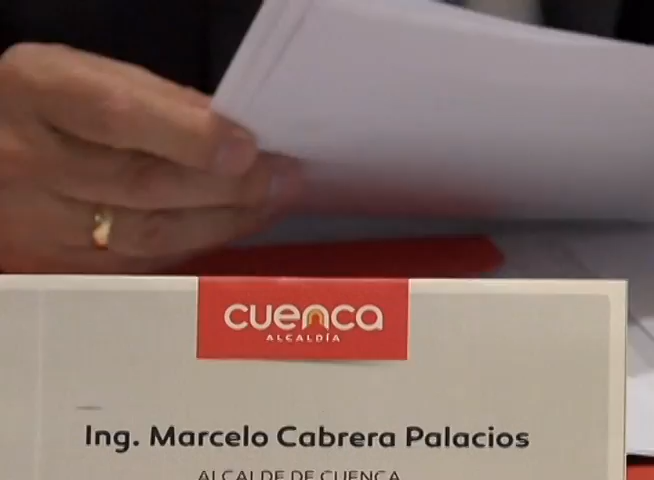 cuenca
ALCALDÍA
Ing. Marcelo Cabrera Palacios
ALCALDE DE CUENCA